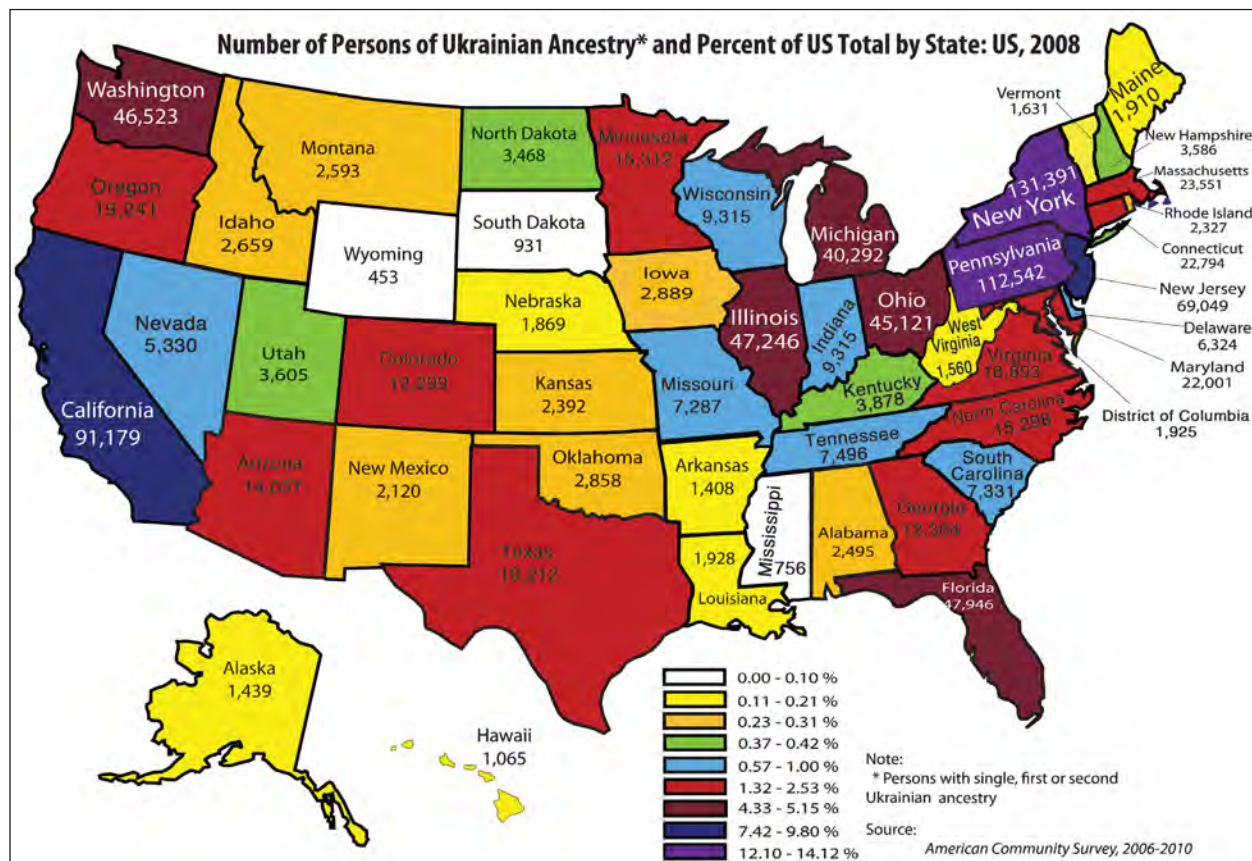 Number of Persons of Ukrainian Ancestry* and Percent of US Total by State: US, 2008
Washington
46,523
Oregon
19,241
California
91,179
Nevada
5,330
Idaho
2,659
Montana
2,593
Wyoming
453
Utah
3,605
Arizona
Colorado
12,299
New Mexico
2,120
North Dakota
3,468
South Dakota
931
Nebraska
1,869
Kansas
2,392
Oklahoma
2,858
Texas
Minnesota
15,312
Iowa
2,889
Missouri
7,287
Arkansas
1,408
1,928
Louisiana
Wisconsin
9,315
Illinois
47,246
Michigan
40,292
Indiana
9,315
Ohio
45,121
Kentucky
3,878
Tennessee
7,496
Mississippi
756
Alabama
2,495
Georgia
12,364
Florida
47,946
South
Carolina
7,331
North Carolina
15,298
Virginia
18,893
West
Virginia
1,560
Pennsylvania
112,542
131,391
New York
Vermont
1,631
Maine
1,910
New Hampshire
3,586
Massachusetts
23,551
Rhode Island
2,327
Connecticut
22,794
New Jersey
69,049
Delaware
6,324
Maryland
22,001
District of Columbia
1,925
Alaska
1,439
Hawaii
1,065
0.00 - 0.10 %
0.11 - 0.21 %
0.23 - 0.31 %
0.37 - 0.42 %
0.57 - 1.00 %
1.32 - 2.53 %
4.33 - 5.15 %
7.42 - 9.80 %
12.10 - 14.12 %
Note:
* Persons with single, first or second
Ukrainian ancestry
Source:
American Community Survey, 2006-2010